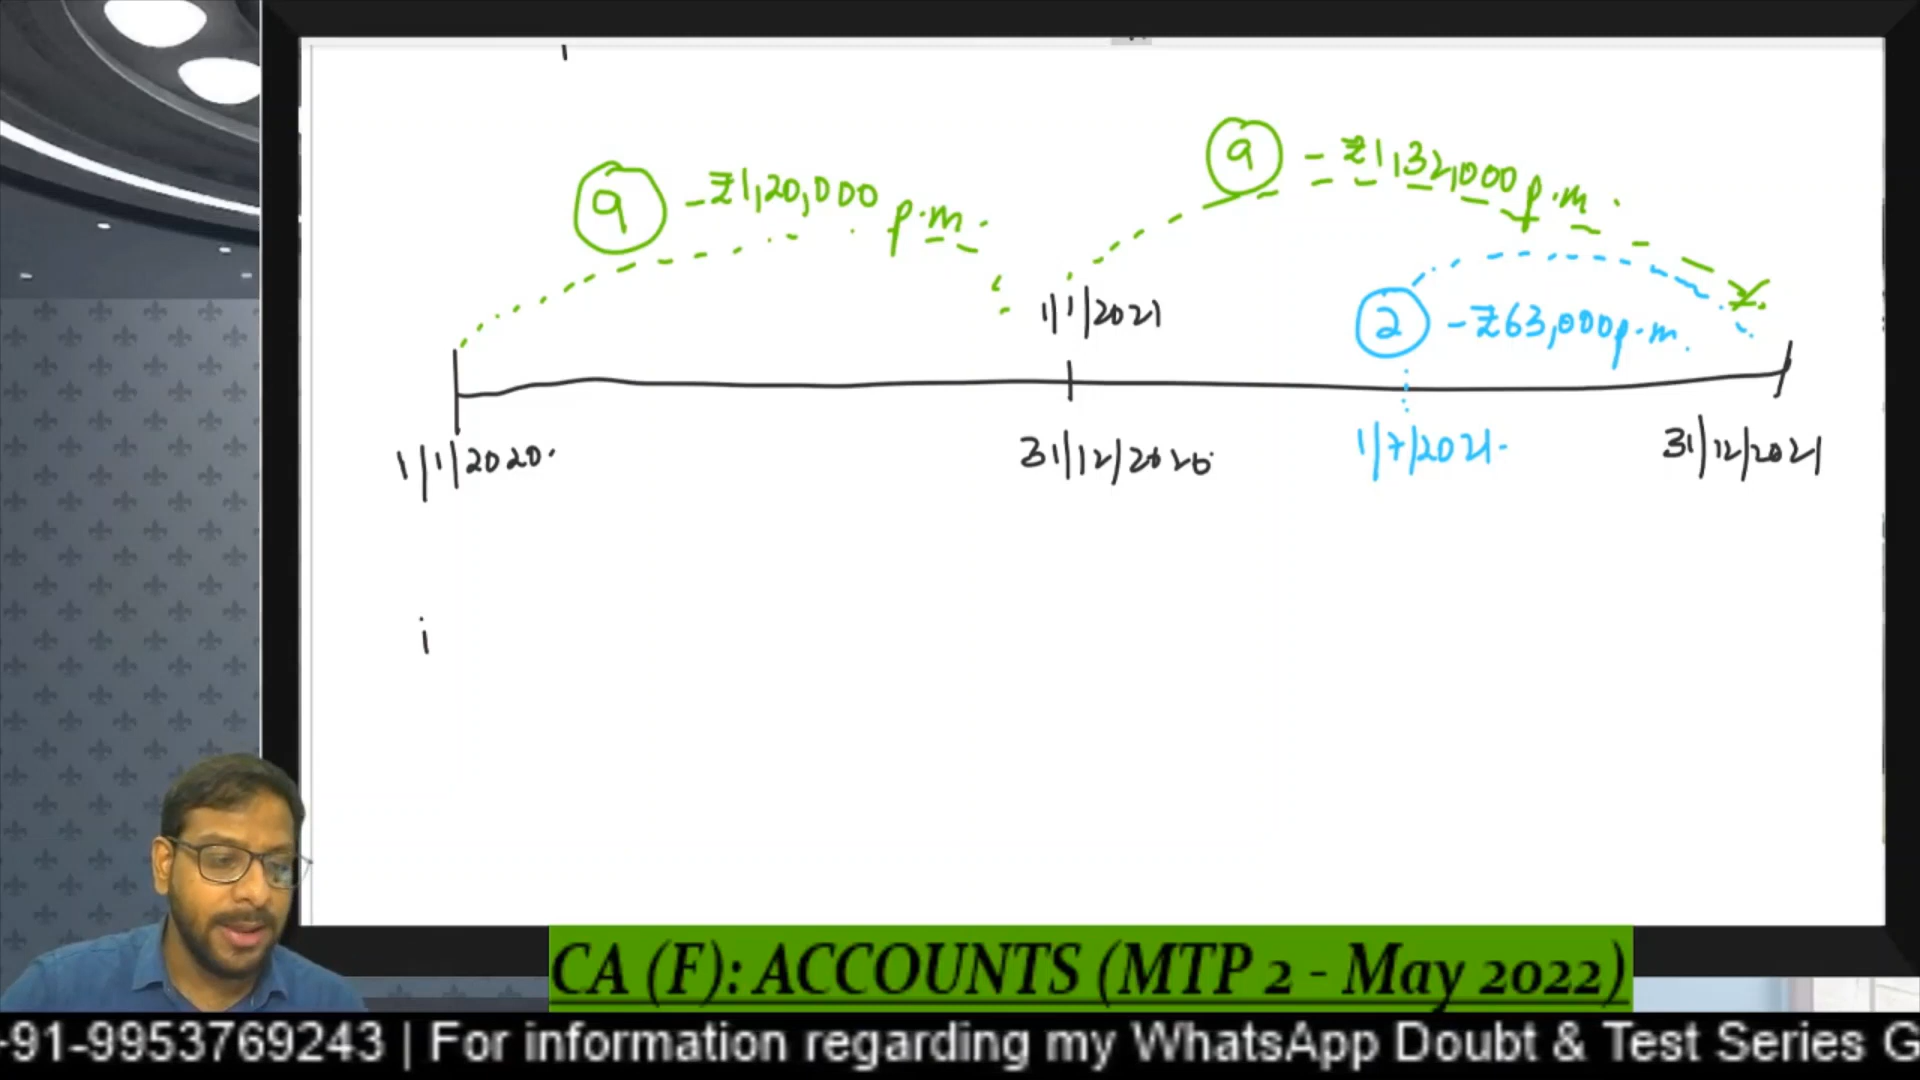 9 - ₹1,20,000 p.m.
9 - ₹1,32,000 p.m.
1/1/2021
2 - ₹63,000 p.m.
1/1/2020.
31/12/2020
1/7/2021.
31/12/2021
i
CA (F): ACCOUNTS (MTP 2 - May 2022)
+91-9953769243 | For information regarding my WhatsApp Doubt & Test Series G